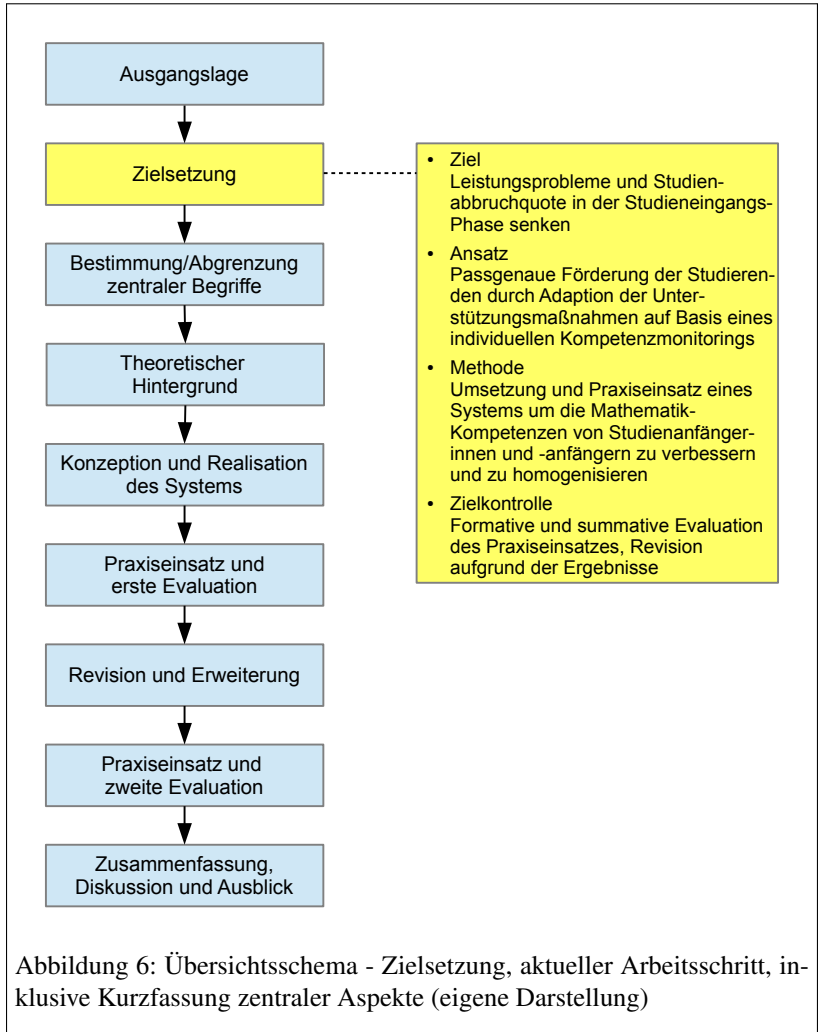 Ausgangslage
Zielsetzung
Bestimmung/Abgrenzung
zentraler Begriffe
Theoretischer
Hintergrund
Konzeption und Realisation
des Systems
Praxiseinsatz und
erste Evaluation
Revision und Erweiterung
Praxiseinsatz und
zweite Evaluation
Zusammenfassung,
Diskussion und Ausblick
• Ziel
Leistungsprobleme und Studien-
abbruchquote in der Studieneingangs-
Phase senken
• Ansatz
Passgenaue Förderung der Studieren-
den durch Adaption der Unter-
stützungsmaßnahmen auf Basis eines
individuellen Kompetenzmonitorings
• Methode
Umsetzung und Praxiseinsatz eines
Systems um die Mathematik-
Kompetenzen von Studienanfänger-
innen und -anfängern zu verbessern
und zu homogenisieren
• Zielkontrolle
Formative und summative Evaluation
des Praxiseinsatzes, Revision
aufgrund der Ergebnisse
Abbildung 6: Übersichtsschema - Zielsetzung, aktueller Arbeitsschritt, in-
klusive Kurzfassung zentraler Aspekte (eigene Darstellung)